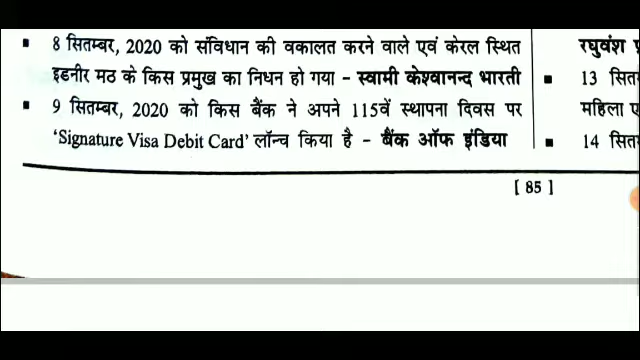 ▪ 8 सितम्बर, 2020 को संविधान की वकालत करने वाले एवं केरल स्थित
इडनीर मठ के किस प्रमुख का निधन हो गया – स्वामी केश्वानन्द भारती
▪ 9 सितम्बर, 2020 को किस बैंक ने अपने 115वें स्थापना दिवस पर
‘Signature Visa Debit Card’ लॉन्च किया है – बैंक ऑफ इंडिया
रघुवंश
▪ 13
महिला
▪ 14
[ 85 ]